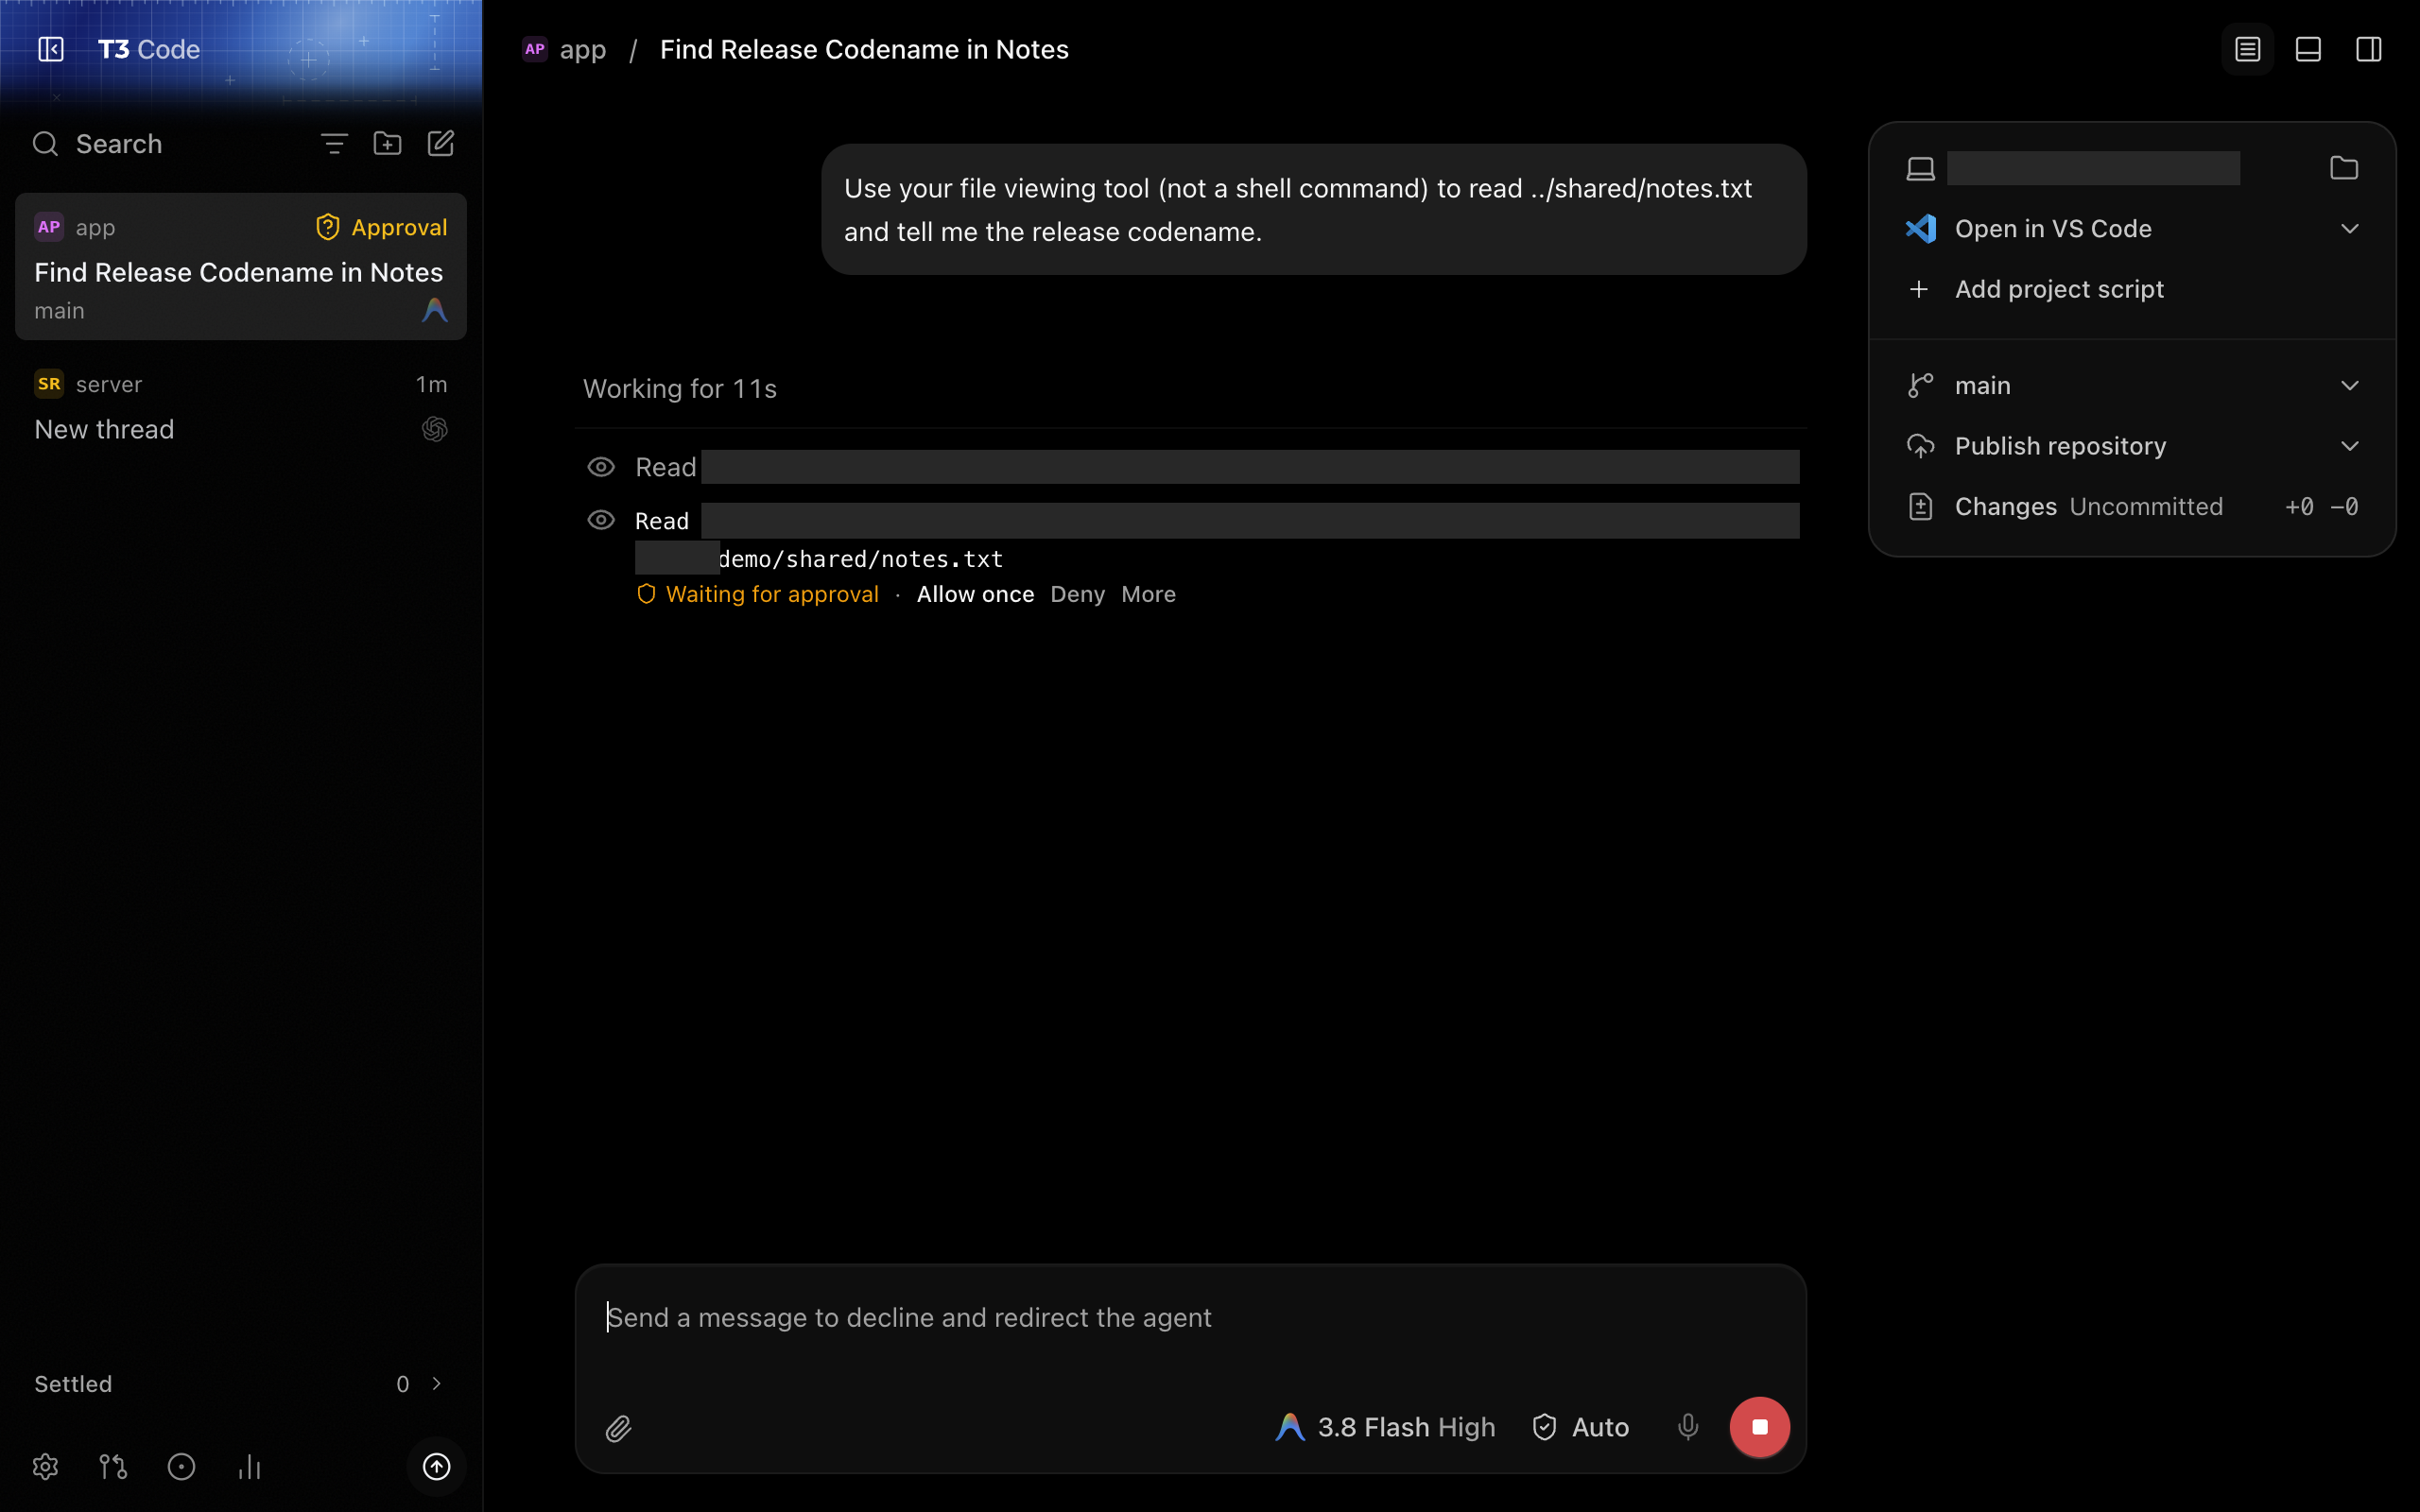 T3 Code
Search
AP app Approval
Find Release Codename in Notes
main
SR server 1m
New thread
Settled 0
AP app / Find Release Codename in Notes
Use your file viewing tool (not a shell command) to read ../shared/notes.txt
and tell me the release codename.
Working for 11s
Read
Read
demo/shared/notes.txt
Waiting for approval · Allow once Deny More
Send a message to decline and redirect the agent
3.8 Flash High Auto
Open in VS Code
Add project script
main
Publish repository
Changes Uncommitted +0 −0